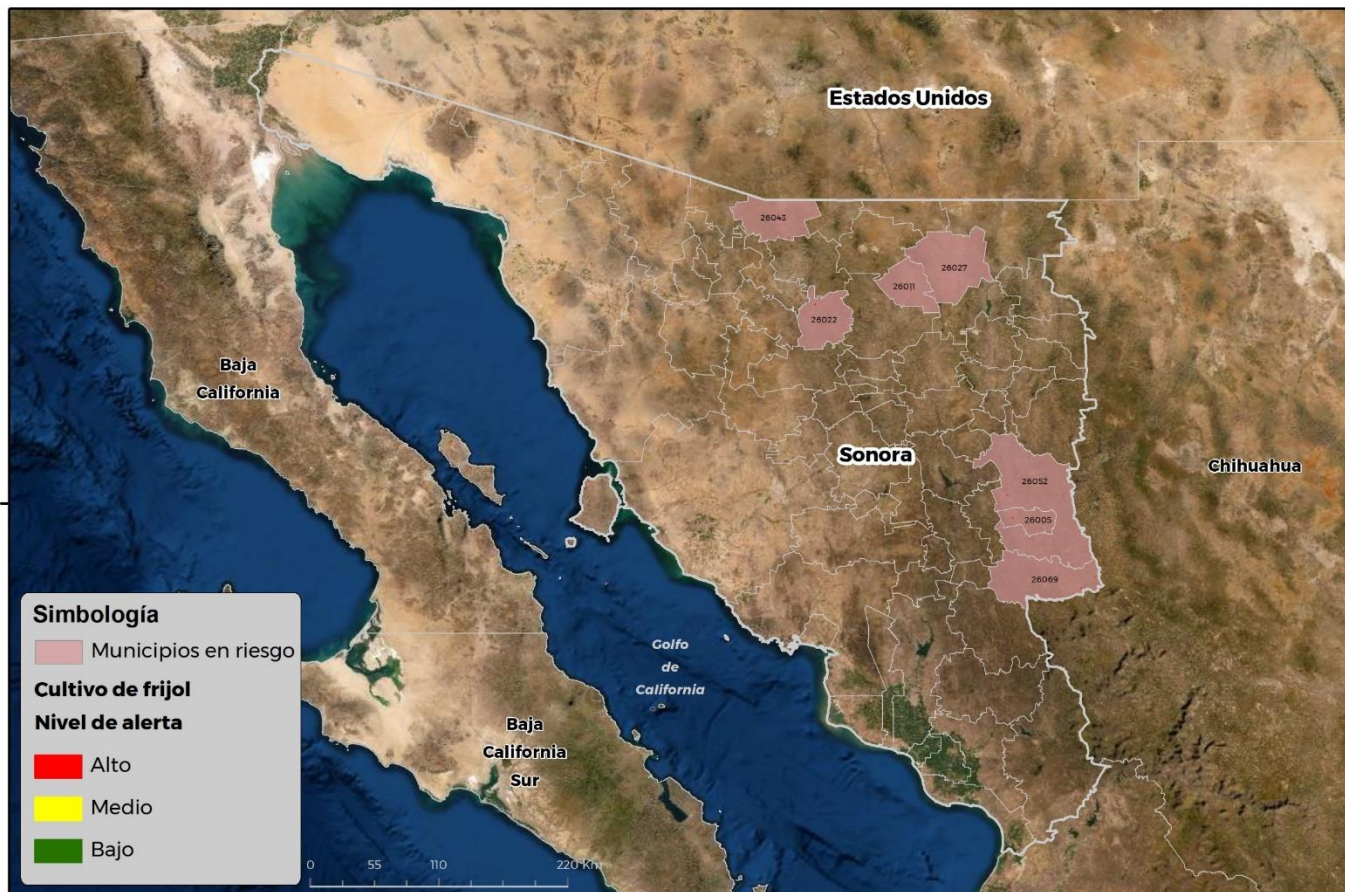 Estados Unidos
26043
26027
26011
26022
Baja
California
Sonora
Chihuahua
26052
26005
26069
Golfo
de
California
Baja
California
Sur
Simbología
Municipios en riesgo
Cultivo de frijol
Nivel de alerta
Alto
Medio
Bajo
0 55 110 220 Km